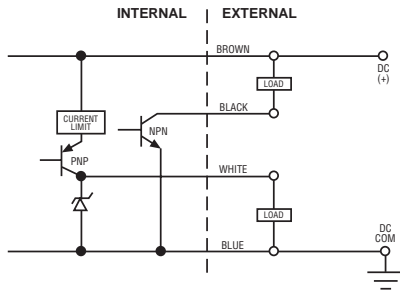 INTERNAL
EXTERNAL
BROWN
DC
(+)
LOAD
BLACK
CURRENT
LIMIT
NPN
PNP
WHITE
LOAD
DC
COM
BLUE